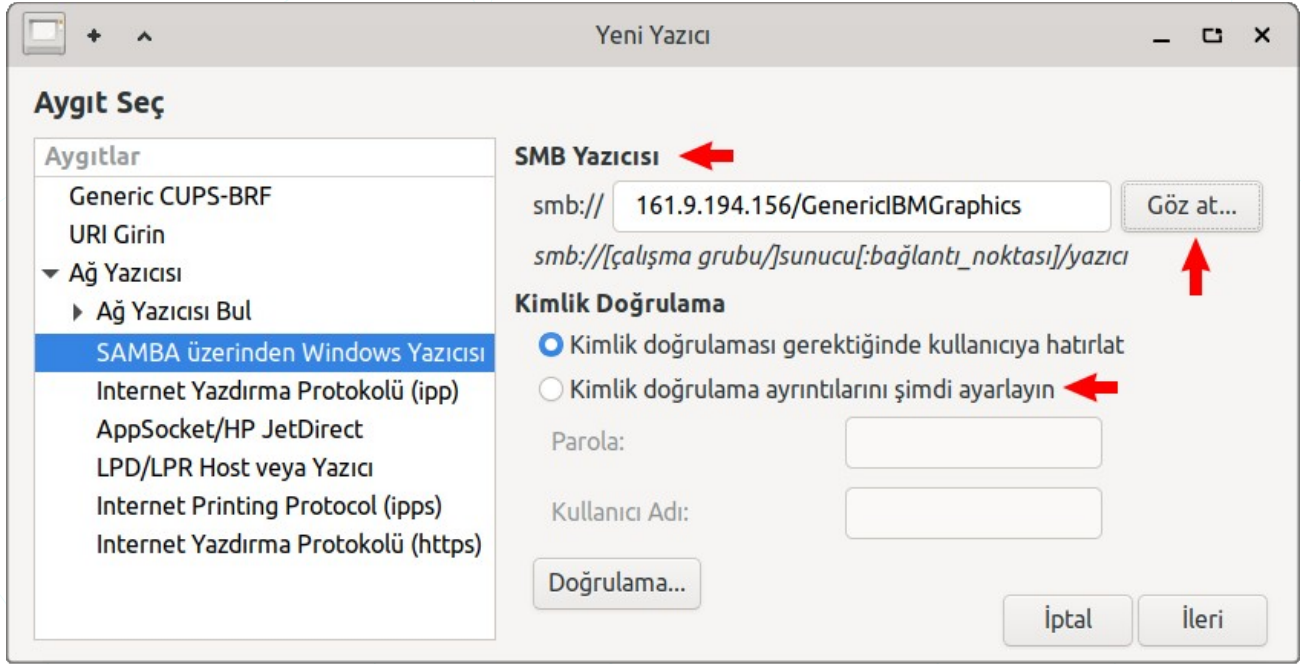 Yeni Yazıcı
Aygıt Seç
Aygıtlar
Generic CUPS-BRF
URI Girin
Ağ Yazıcısı
Ağ Yazıcısı Bul
SAMBA üzerinden Windows Yazıcısı
Internet Yazdırma Protokolü (ipp)
AppSocket/HP JetDirect
LPD/LPR Host veya Yazıcı
Internet Printing Protocol (ipps)
Internet Yazdırma Protokolü (https)
SMB Yazıcısı
smb:// 161.9.194.156/GenericIBMGraphics Göz at...
smb://[çalışma grubu/]sunucu[:bağlantı_noktası]/yazıcı
Kimlik Doğrulama
Kimlik doğrulaması gerektiğinde kullanıcıya hatırlat
Kimlik doğrulama ayrıntılarını şimdi ayarlayın
Parola:
Kullanıcı Adı:
Doğrulama...
İptal İleri